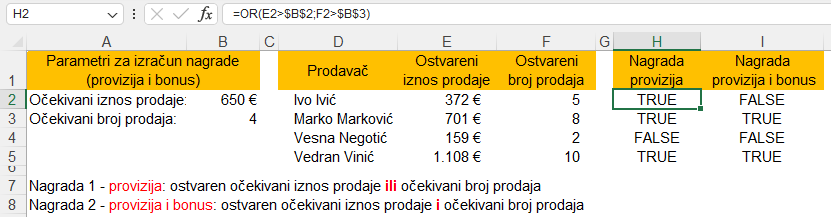 H2 fx =OR(E2>$B$2;F2>$B$3)
A B C D E F G H I
1 Parametri za izračun nagrade (provizija i bonus) Prodavač Ostvareni iznos prodaje Ostvareni broj prodaja Nagrada provizija Nagrada provizija i bonus
2 Očekivani iznos prodaje: 650 € Ivo Ivić 372 € 5 TRUE FALSE
3 Očekivani broj prodaja: 4 Marko Marković 701 € 8 TRUE TRUE
4 Vesna Negotić 159 € 2 FALSE FALSE
5 Vedran Vinić 1.108 € 10 TRUE TRUE
6
7 Nagrada 1 - provizija: ostvaren očekivani iznos prodaje ili očekivani broj prodaja
8 Nagrada 2 - provizija i bonus: ostvaren očekivani iznos prodaje i očekivani broj prodaja